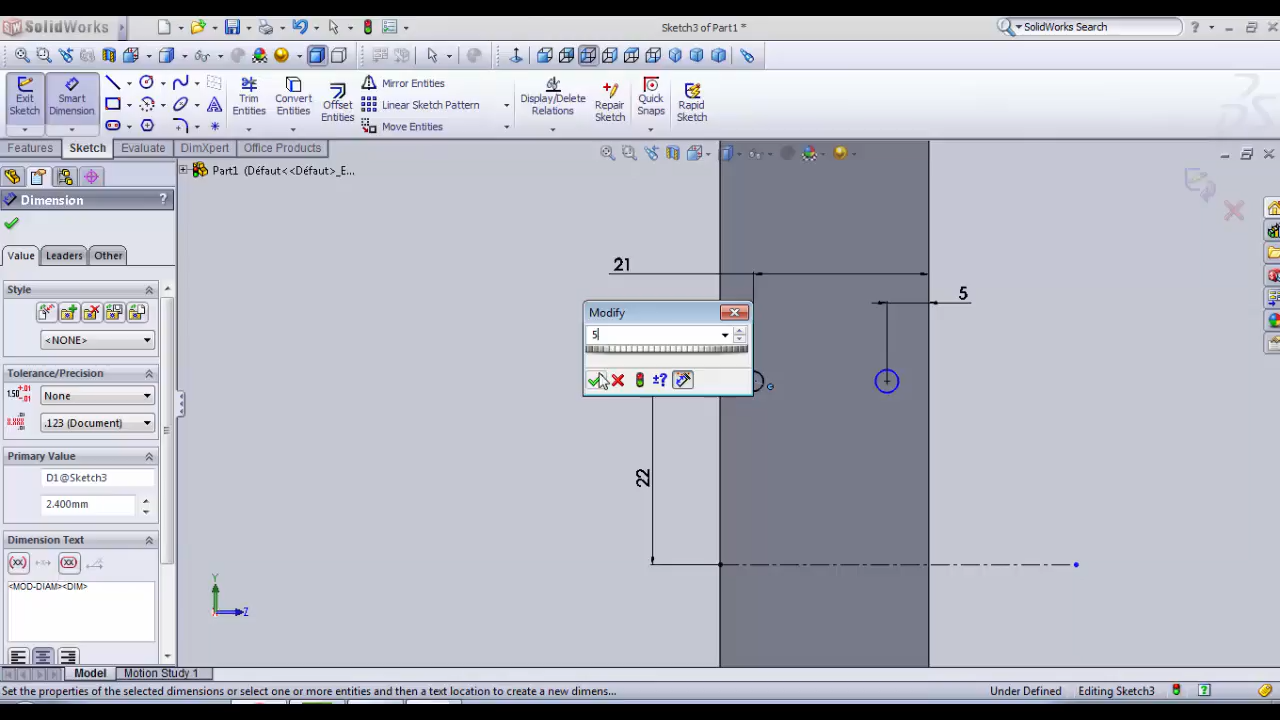 SolidWorks
Sketch3 of Part1 *
SolidWorks Search
?
Exit Sketch
Smart Dimension
Trim Entities
Convert Entities
Offset Entities
Mirror Entities
Linear Sketch Pattern
Move Entities
Display/Delete Relations
Repair Sketch
Quick Snaps
Rapid Sketch
Features
Sketch
Evaluate
DimXpert
Office Products
Part1 (Défaut<<Défaut>_E...
Dimension
?
Value
Leaders
Other
Style
<NONE>
Tolerance/Precision
1.50
None
.123 (Document)
Primary Value
D1@Sketch3
2.400mm
Dimension Text
(xx)
(xx)
<MOD-DIAM><DIM>
21
5
22
Modify
5
±?
Y
Z
Model
Motion Study 1
Set the properties of the selected dimensions or select one or more entities and then a text location to create a new dimens...
Under Defined
Editing Sketch3
?